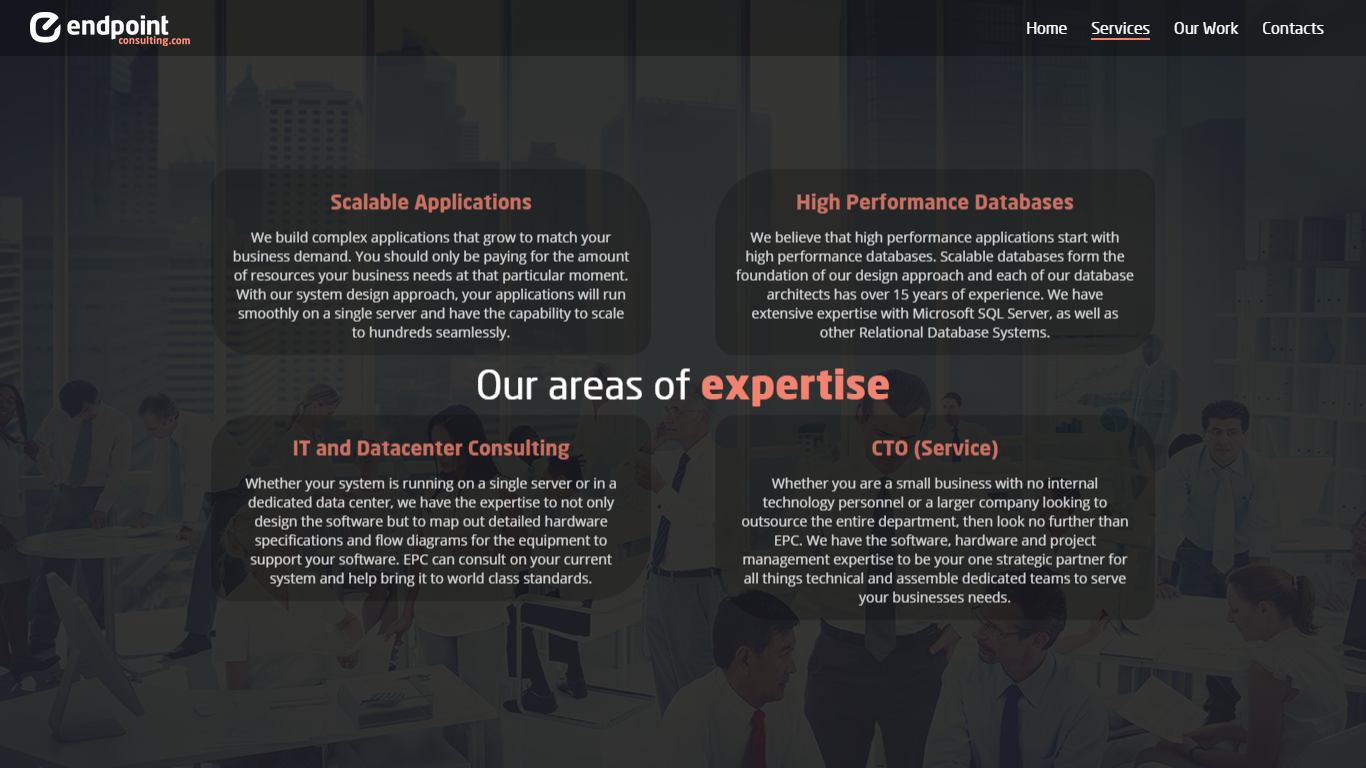 endpoint
consulting.com
Home
Services
Our Work
Contacts
Scalable Applications
We build complex applications that grow to match your
business demand. You should only be paying for the amount
of resources your business needs at that particular moment.
With our system design approach, your applications will run
smoothly on a single server and have the capability to scale
to hundreds seamlessly.
High Performance Databases
We believe that high performance applications start with
high performance databases. Scalable databases form the
foundation of our design approach and each of our database
architects has over 15 years of experience. We have
extensive expertise with Microsoft SQL Server, as well as
other Relational Database Systems.
Our areas of expertise
IT and Datacenter Consulting
Whether your system is running on a single server or in a
dedicated data center, we have the expertise to not only
design the software but to map out detailed hardware
specifications and flow diagrams for the equipment to
support your software. EPC can consult on your current
system and help bring it to world class standards.
CTO (Service)
Whether you are a small business with no internal
technology personnel or a larger company looking to
outsource the entire department, then look no further than
EPC. We have the software, hardware and project
management expertise to be your one strategic partner for
all things technical and assemble dedicated teams to serve
your businesses needs.